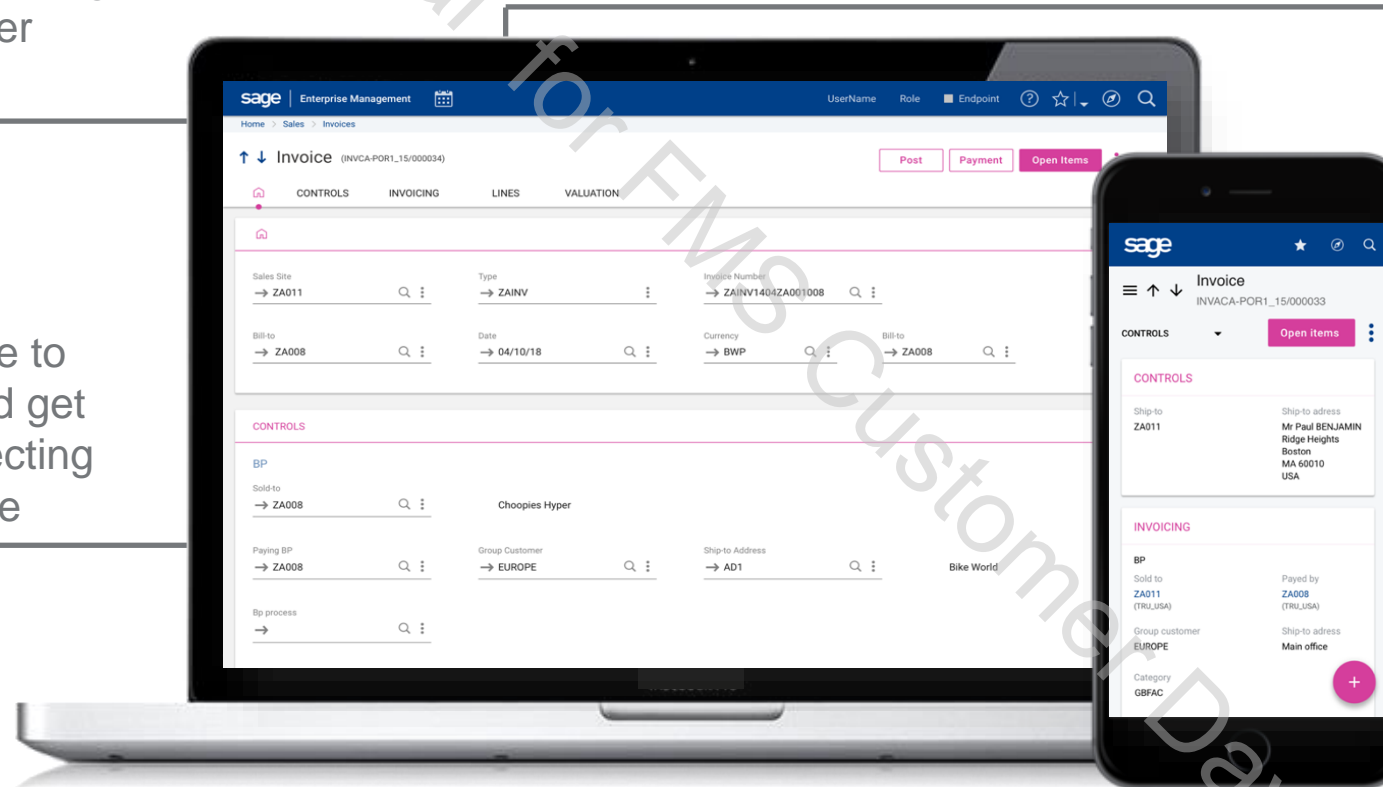 er
e to
d get
ecting
e
for FMS Customer Da
sage Enterprise Management
UserName Role Endpoint
Home > Sales > Invoices
Invoice (INVCA-POR1_15/000034)
Post Payment Open Items
CONTROLS INVOICING LINES VALUATION
Sales Site Type Invoice Number
→ ZA011 → ZAINV → ZAINV1404ZA001008
Bill-to Date Currency Bill-to
→ ZA008 → 04/10/18 → BWP → ZA008
CONTROLS
BP
Sold-to
→ ZA008 Choopies Hyper
Paying BP Group Customer Ship-to Address
→ ZA008 → EUROPE → AD1 Bike World
Bp process
→
sage
Invoice
INVACA-POR1_15/000033
CONTROLS Open items
CONTROLS
Ship-to Ship-to adress
ZA011 Mr Paul BENJAMIN
Ridge Heights
Boston
MA 60010
USA
INVOICING
BP
Sold to Payed by
ZA011 ZA008
(TRU_USA) (TRU_USA)
Group customer Ship-to adress
EUROPE Main office
Category
GBFAC
+